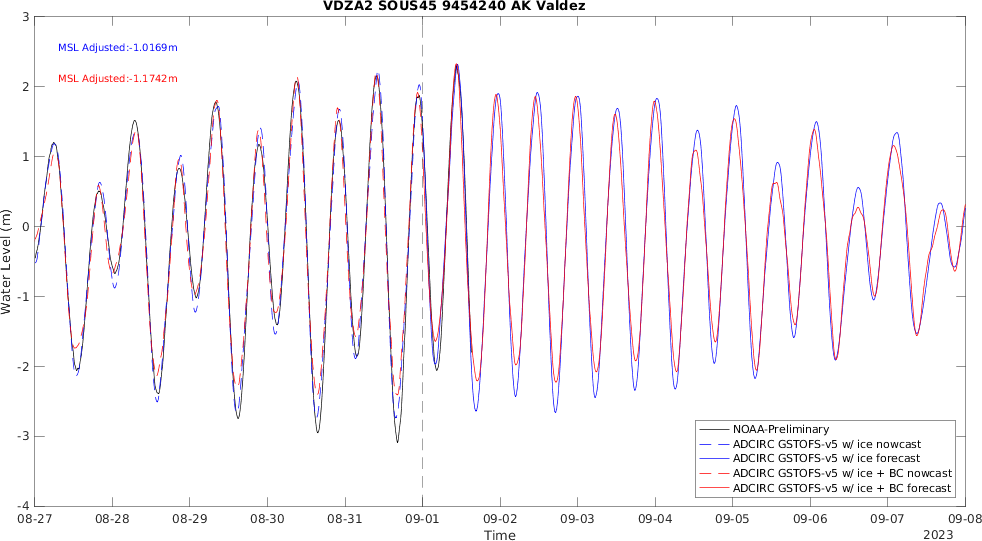 VDZA2 SOUS45 9454240 AK Valdez
MSL Adjusted:-1.0169m
MSL Adjusted:-1.1742m
3
2
1
0
-1
-2
-3
-4
Water Level (m)
NOAA-Preliminary
ADCIRC GSTOFS-v5 w/ ice nowcast
ADCIRC GSTOFS-v5 w/ ice forecast
ADCIRC GSTOFS-v5 w/ ice + BC nowcast
ADCIRC GSTOFS-v5 w/ ice + BC forecast
08-27 08-28 08-29 08-30 08-31 09-01 09-02 09-03 09-04 09-05 09-06 09-07 09-08
Time
2023